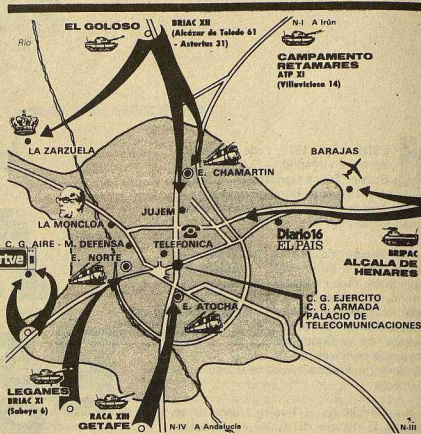 EL GOLOSO
BRIAC XII
(Alcázar de Toledo 61
- Asturias 31)
N-I A Irún
CAMPAMENTO
RETAMARES
ATP XI
(Villaviciosa 14)
Río
LA ZARZUELA
E. CHAMARTIN
BARAJAS
JUJEM
LA MONCLOA
Diario16
EL PAIS
C. G. AIRE - M. DEFENSA
TELEFONICA
BRIPAC
ALCALA DE
HENARES
E. NORTE
rtve
E. ATOCHA
C. G. EJERCITO
C. G. ARMADA
PALACIO DE
TELECOMUNICACIONES
LEGANES
BRIAC XI
(Saboya 6)
RACA XIII
GETAFE
N-IV A Andalucía
N-III